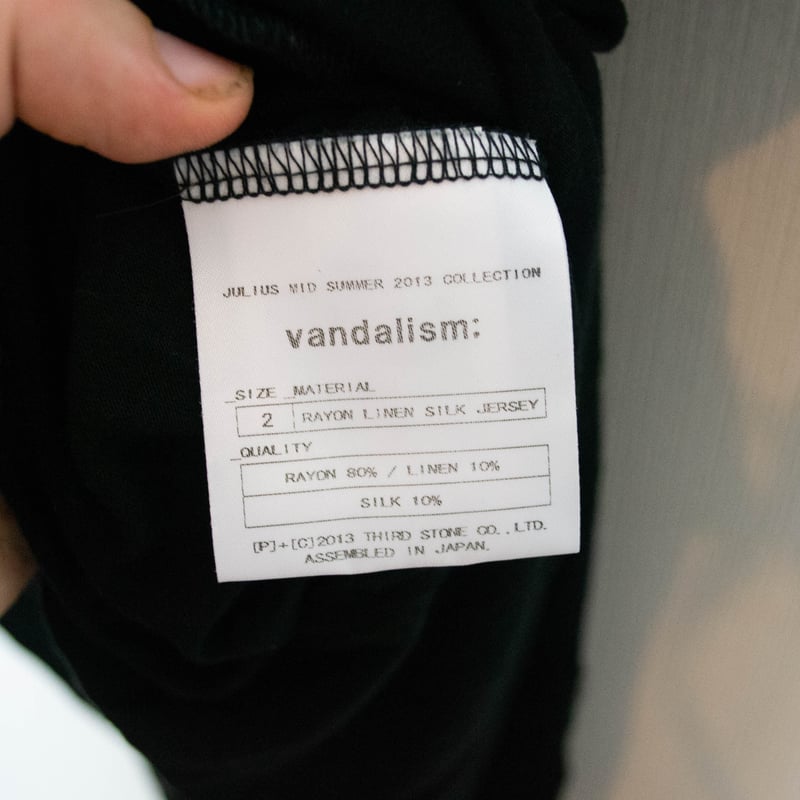 JULIUS MID SUMMER 2013 COLLECTION
vandalism:
_SIZE _MATERIAL
2 RAYON LINEN SILK JERSEY
_QUALITY
RAYON 80% / LINEN 10%
SILK 10%
[P]+[C]2013 THIRD STONE CO.,LTD.
ASSEMBLED IN JAPAN.